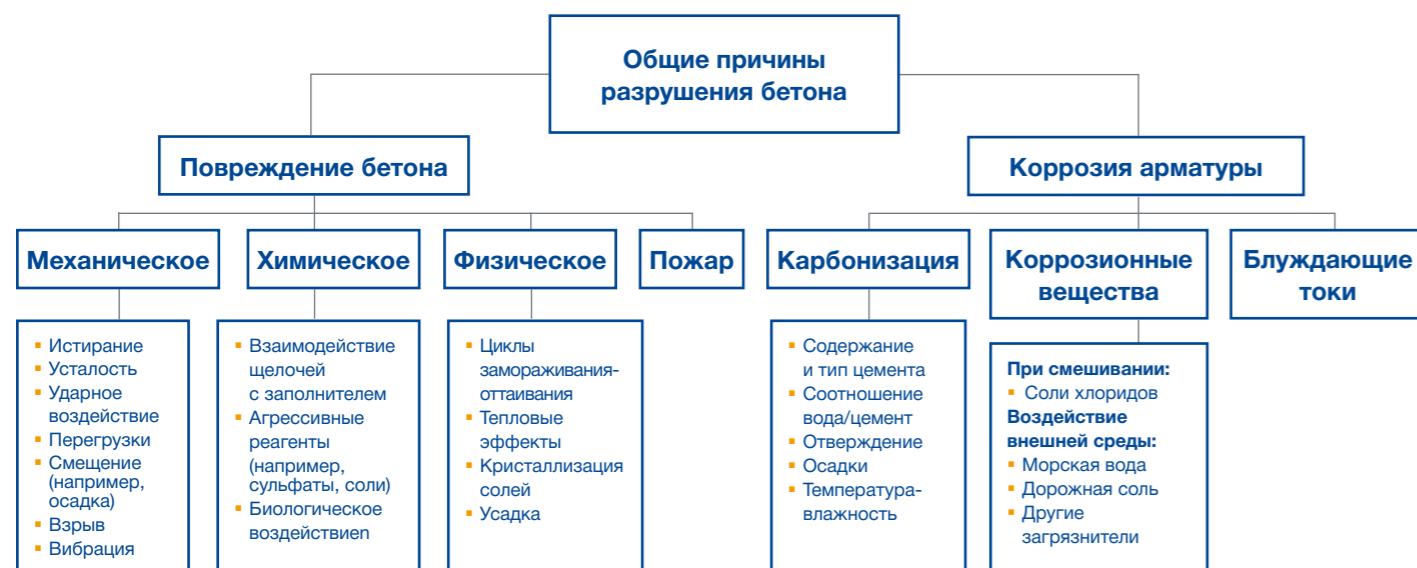 Общие причины
разрушения бетона
Повреждение бетона
Коррозия арматуры
Механическое
Химическое
Физическое
Пожар
Карбонизация
Коррозионные
вещества
Блуждающие
токи
▪ Истирание
▪ Усталость
▪ Ударное
воздействие
▪ Перегрузки
▪ Смещение
(например,
осадка)
▪ Взрыв
▪ Вибрация
▪ Взаимодействие
щелочей
с заполнителем
▪ Агрессивные
реагенты
(например,
сульфаты, соли)
▪ Биологическое
воздействиеn
▪ Циклы
замораживания-
оттаивания
▪ Тепловые
эффекты
▪ Кристаллизация
солей
▪ Усадка
▪ Содержание
и тип цемента
▪ Соотношение
вода/цемент
▪ Отверждение
▪ Осадки
▪ Температура-
влажность
При смешивании:
▪ Соли хлоридов
Воздействие
внешней среды:
▪ Морская вода
▪ Дорожная соль
▪ Другие
загрязнители